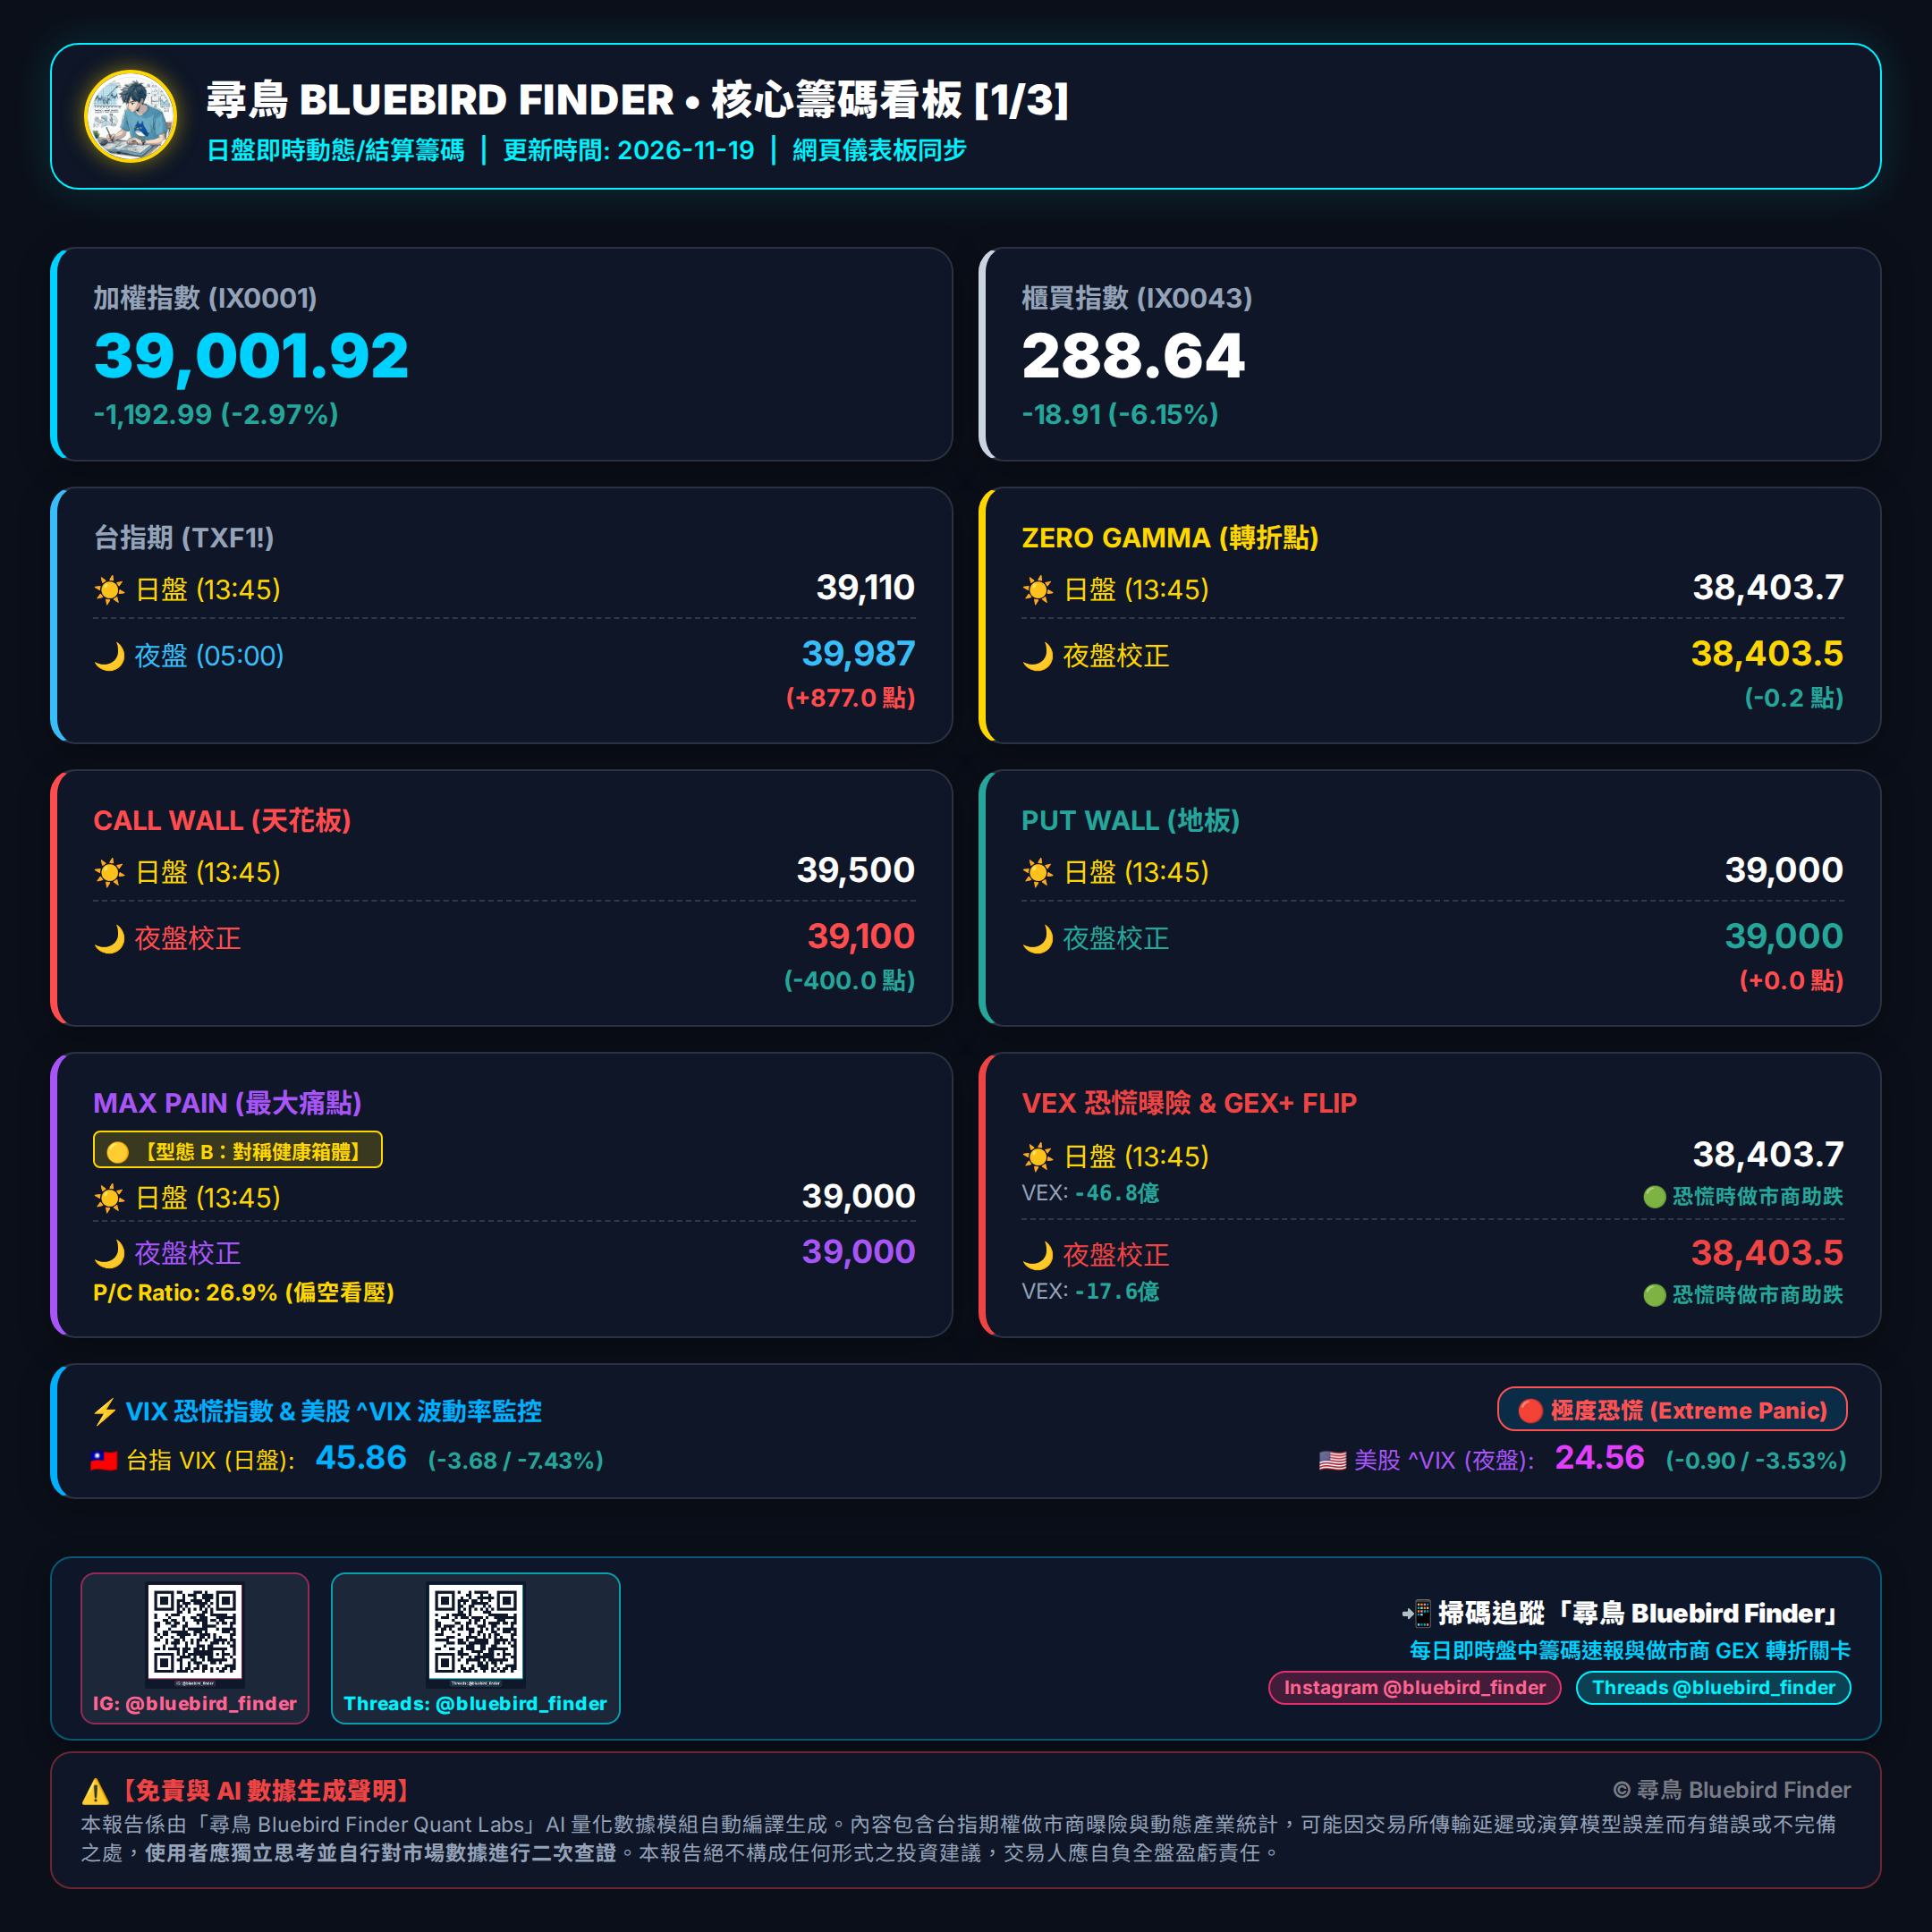 尋鳥 BLUEBIRD FINDER • 核心籌碼看板 [1/3]
日盤即時動態/結算籌碼 | 更新時間: 2026-11-19 | 網頁儀表板同步
加權指數 (IX0001)
39,001.92
-1,192.99 (-2.97%)
櫃買指數 (IX0043)
288.64
-18.91 (-6.15%)
台指期 (TXF1!)
☀️ 日盤 (13:45) 39,110
🌙 夜盤 (05:00) 39,987
(+877.0 點)
ZERO GAMMA (轉折點)
☀️ 日盤 (13:45) 38,403.7
🌙 夜盤校正 38,403.5
(-0.2 點)
CALL WALL (天花板)
☀️ 日盤 (13:45) 39,500
🌙 夜盤校正 39,100
(-400.0 點)
PUT WALL (地板)
☀️ 日盤 (13:45) 39,000
🌙 夜盤校正 39,000
(+0.0 點)
MAX PAIN (最大痛點)
🟡 【型態 B：對稱健康箱體】
☀️ 日盤 (13:45) 39,000
🌙 夜盤校正 39,000
P/C Ratio: 26.9% (偏空看壓)
VEX 恐慌曝險 & GEX+ FLIP
☀️ 日盤 (13:45) 38,403.7
VEX: -46.8億 🟢 恐慌時做市商助跌
🌙 夜盤校正 38,403.5
VEX: -17.6億 🟢 恐慌時做市商助跌
⚡ VIX 恐慌指數 & 美股 ^VIX 波動率監控
🔴 極度恐慌 (Extreme Panic)
🇹🇼 台指 VIX (日盤): 45.86 (-3.68 / -7.43%)
🇺🇸 美股 ^VIX (夜盤): 24.56 (-0.90 / -3.53%)
IG: @bluebird_finder
IG: @bluebird_finder
Threads: @bluebird_finder
Threads: @bluebird_finder
📲 掃碼追蹤「尋鳥 Bluebird Finder」
每日即時盤中籌碼速報與做市商 GEX 轉折關卡
Instagram @bluebird_finder
Threads @bluebird_finder
⚠️【免責與 AI 數據生成聲明】
© 尋鳥 Bluebird Finder
本報告係由「尋鳥 Bluebird Finder Quant Labs」AI 量化數據模組自動編譯生成。內容包含台指期權做市商曝險與動態產業統計，可能因交易所傳輸延遲或演算模型誤差而有錯誤或不完備
之處，使用者應獨立思考並自行對市場數據進行二次查證。本報告絕不構成任何形式之投資建議，交易人應自負全盤盈虧責任。